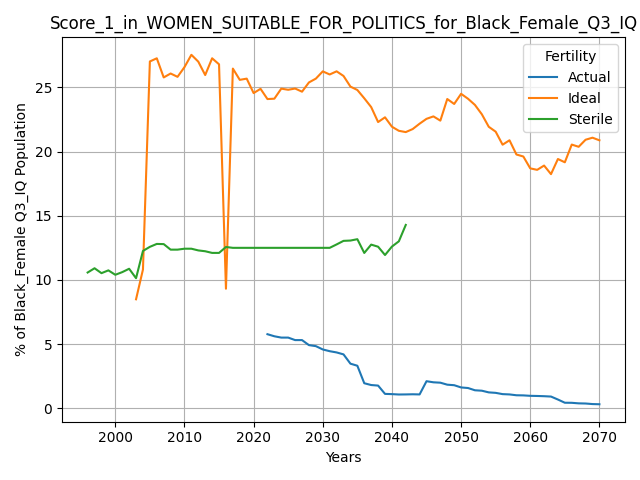 Score_1_in_WOMEN_SUITABLE_FOR_POLITICS_for_Black_Female_Q3_IQ
% of Black_Female Q3_IQ Population
25
20
15
10
5
0
Fertility
Actual
Ideal
Sterile
2000
2010
2020
2030
2040
2050
2060
2070
Years